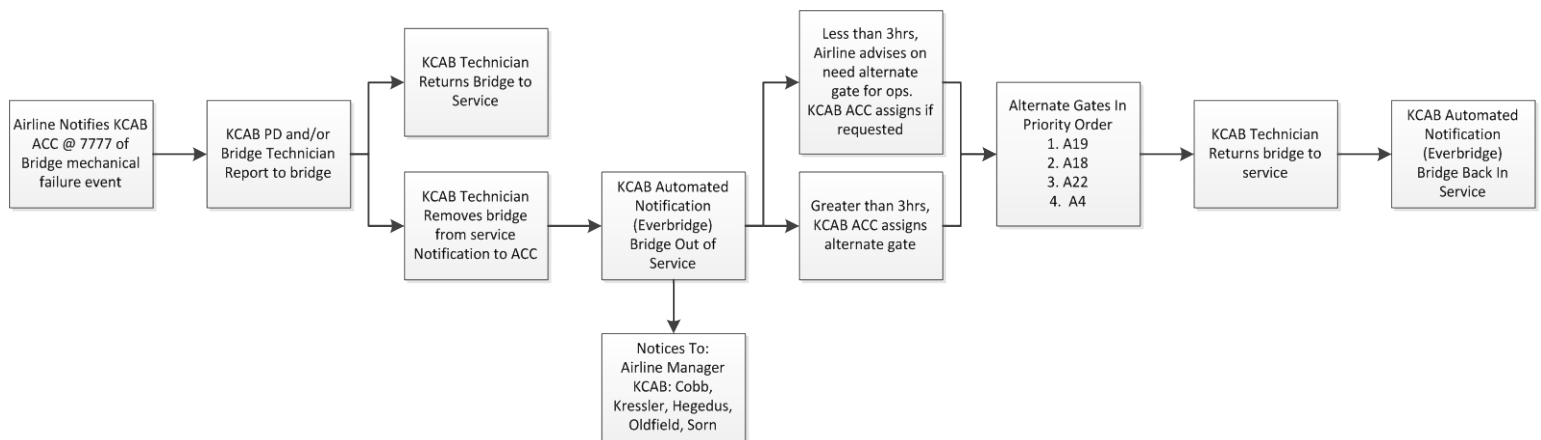 Airline Notifies KCAB
ACC @ 7777 of
Bridge mechanical
failure event
KCAB PD and/or
Bridge Technician
Report to bridge
KCAB Technician
Returns Bridge to
Service
KCAB Technician
Removes bridge
from service
Notification to ACC
KCAB Automated
Notification
(Everbridge)
Bridge Out of
Service
Notices To:
Airline Manager
KCAB: Cobb,
Kressler, Hegedus,
Oldfield, Sorn
Less than 3hrs,
Airline advises on
need alternate
gate for ops.
KCAB ACC assigns if
requested
Greater than 3hrs,
KCAB ACC assigns
alternate gate
Alternate Gates In
Priority Order
1. A19
2. A18
3. A22
4. A4
KCAB Technician
Returns bridge to
service
KCAB Automated
Notification
(Everbridge)
Bridge Back In
Service